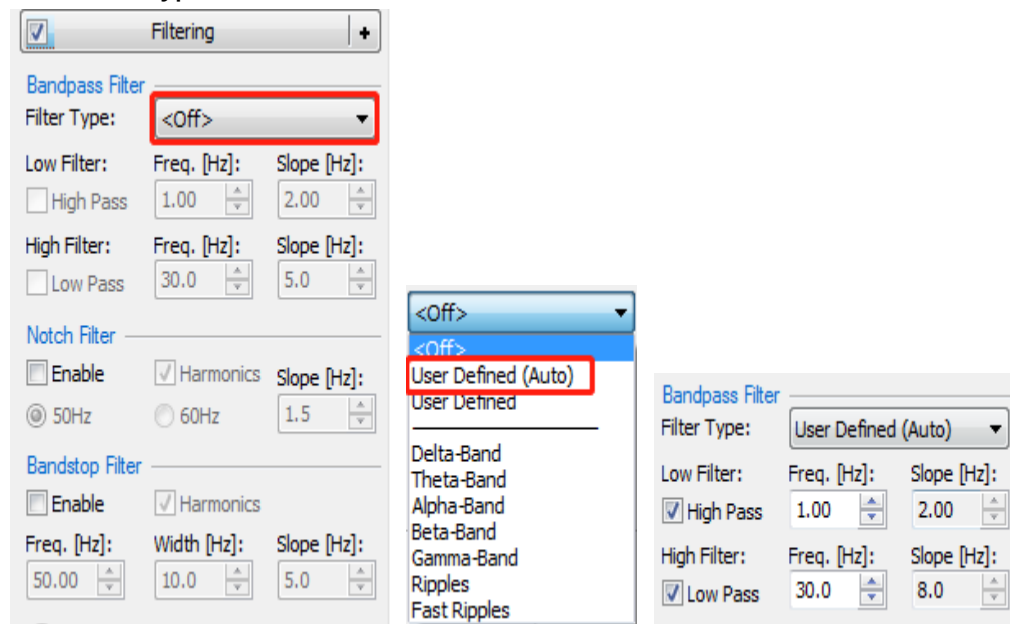 Filtering +
Bandpass Filter
Filter Type: <Off>
Low Filter: Freq. [Hz]: Slope [Hz]:
High Pass 1.00 2.00
High Filter: Freq. [Hz]: Slope [Hz]:
Low Pass 30.0 5.0
Notch Filter
Enable Harmonics Slope [Hz]:
50Hz 60Hz 1.5
Bandstop Filter
Enable Harmonics
Freq. [Hz]: Width [Hz]: Slope [Hz]:
50.00 10.0 5.0
<Off>
<Off>
User Defined (Auto)
User Defined
Delta-Band
Theta-Band
Alpha-Band
Beta-Band
Gamma-Band
Ripples
Fast Ripples
Bandpass Filter
Filter Type: User Defined (Auto)
Low Filter: Freq. [Hz]: Slope [Hz]:
High Pass 1.00 2.00
High Filter: Freq. [Hz]: Slope [Hz]:
Low Pass 30.0 8.0